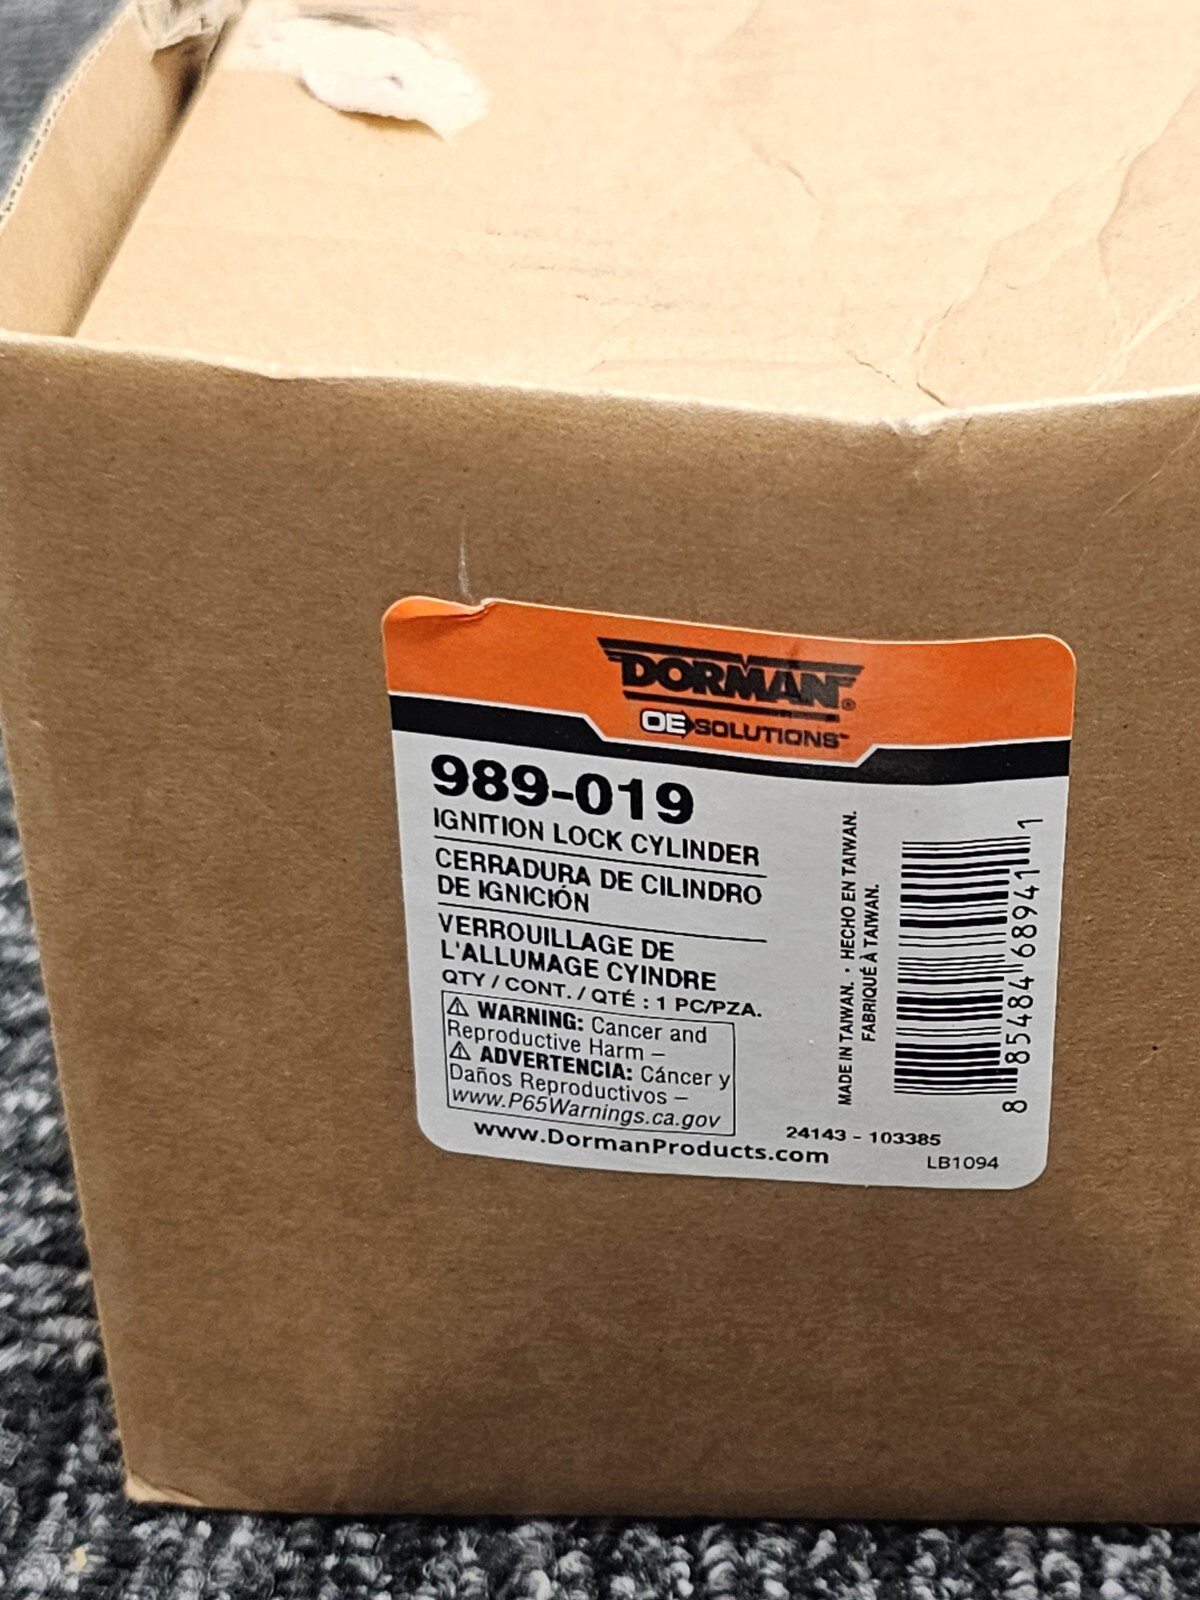 DORMAN®
OE SOLUTIONS™
989-019
IGNITION LOCK CYLINDER
CERRADURA DE CILINDRO
DE IGNICIÓN
VERROUILLAGE DE
L'ALLUMAGE CYINDRE
QTY / CONT. / QTÉ : 1 PC/PZA.
⚠ WARNING: Cancer and
Reproductive Harm –
⚠ ADVERTENCIA: Cáncer y
Daños Reproductivos –
www.P65Warnings.ca.gov
www.DormanProducts.com
MADE IN TAIWAN. • HECHO EN TAIWAN.
FABRIQUÉ À TAIWAN.
8 85484 68941 1
24143 - 103385
LB1094